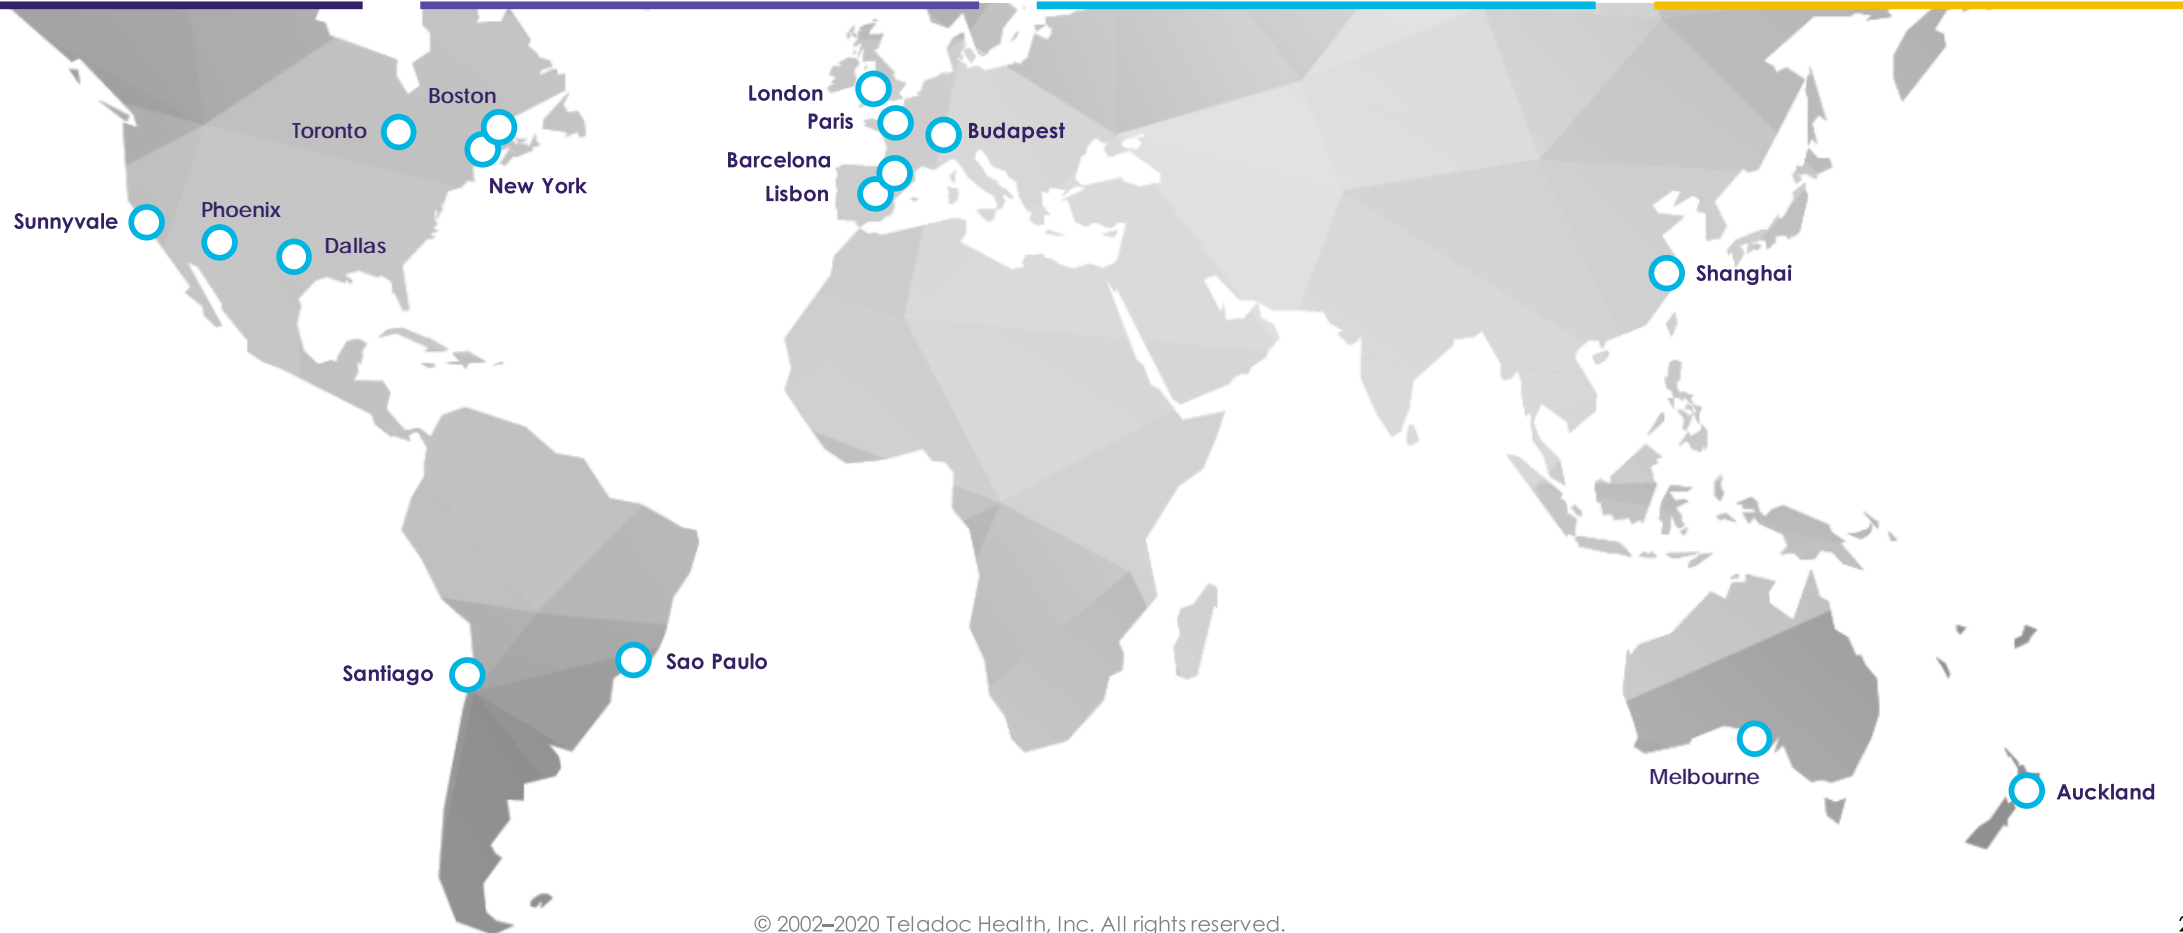 Boston
London
Paris
Toronto
Budapest
Barcelona
New York
Lisbon
Phoenix
Sunnyvale
Dallas
Shanghai
Sao Paulo
Santiago
Melbourne
Auckland
© 2002–2020 Teladoc Health, Inc. All rights reserved.